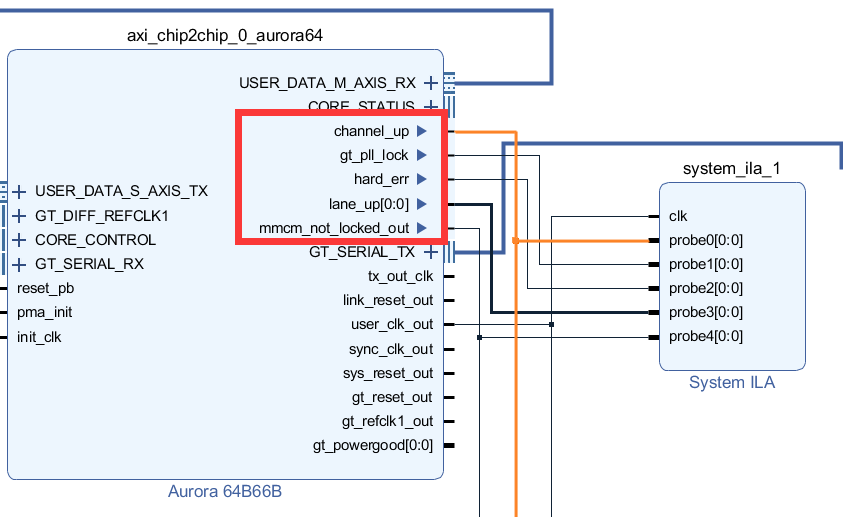 axi_chip2chip_0_aurora64
USER_DATA_M_AXIS_RX
CORE_STATUS
channel_up
gt_pll_lock
hard_err
lane_up[0:0]
mmcm_not_locked_out
GT_SERIAL_TX
tx_out_clk
link_reset_out
user_clk_out
sync_clk_out
sys_reset_out
gt_reset_out
gt_refclk1_out
gt_powergood[0:0]
USER_DATA_S_AXIS_TX
GT_DIFF_REFCLK1
CORE_CONTROL
GT_SERIAL_RX
reset_pb
pma_init
init_clk
Aurora 64B66B
system_ila_1
clk
probe0[0:0]
probe1[0:0]
probe2[0:0]
probe3[0:0]
probe4[0:0]
System ILA